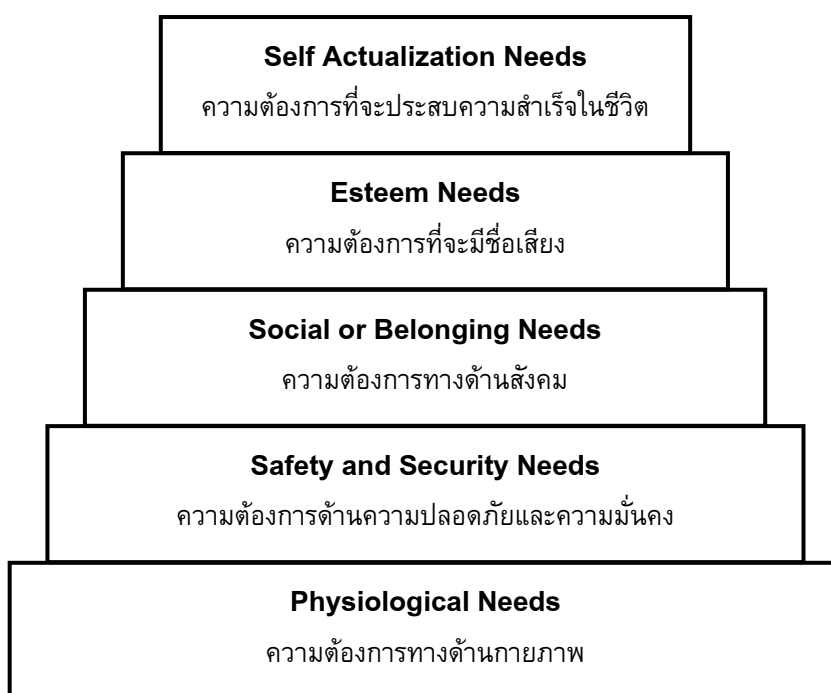 Self Actualization Needs
ความต้องการที่จะประสบความสำเร็จในชีวิต
Esteem Needs
ความต้องการที่จะมีชื่อเสียง
Social or Belonging Needs
ความต้องการทางด้านสังคม
Safety and Security Needs
ความต้องการด้านความปลอดภัยและความมั่นคง
Physiological Needs
ความต้องการทางด้านกายภาพ